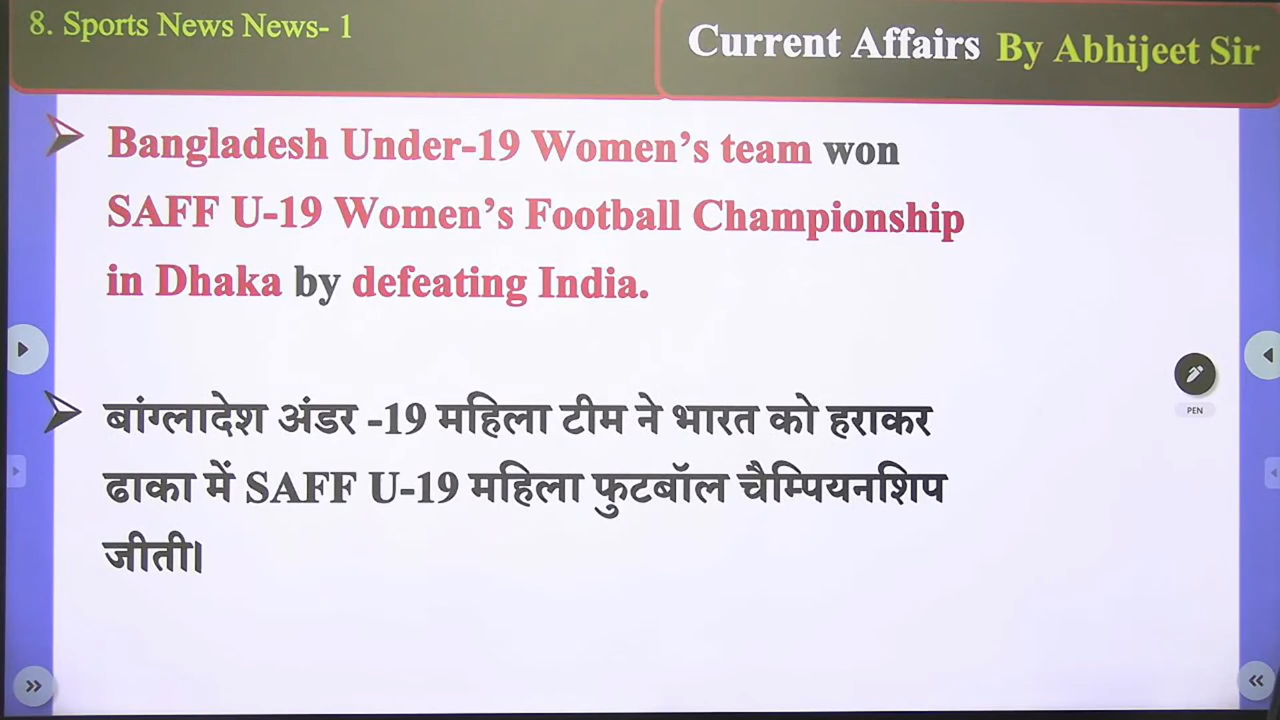 8. Sports News News- 1
Current Affairs By Abhijeet Sir
Bangladesh Under-19 Women’s team won
SAFF U-19 Women’s Football Championship
in Dhaka by defeating India.
बांग्लादेश अंडर -19 महिला टीम ने भारत को हराकर
ढाका में SAFF U-19 महिला फुटबॉल चैम्पियनशिप
जीती।
PEN